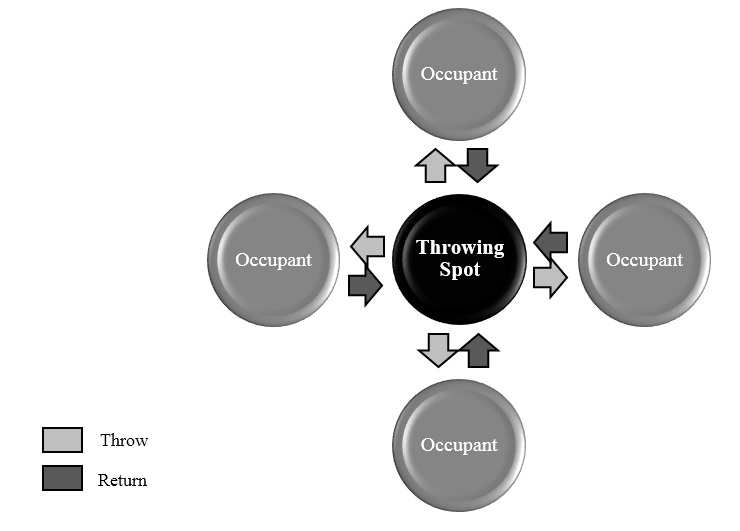 Occupant
Occupant
Throwing
Spot
Occupant
Occupant
Throw
Return